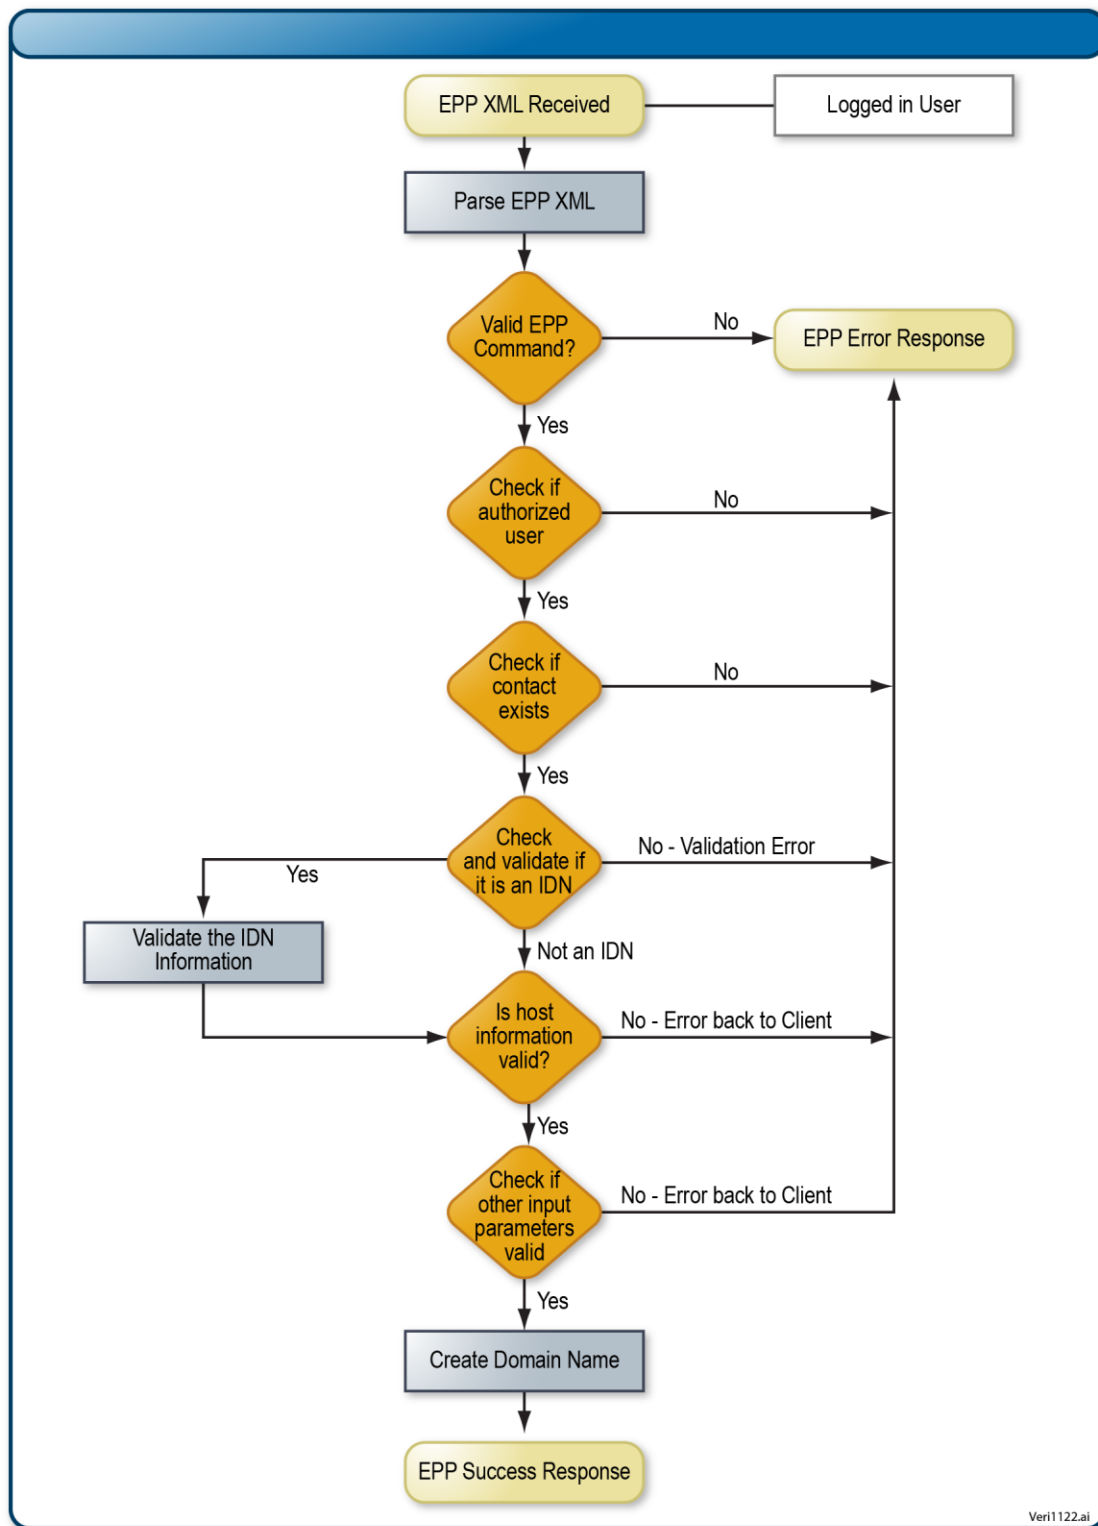 EPP XML Received
Logged in User
Parse EPP XML
Valid EPP
Command?
No
EPP Error Response
Yes
Check if
authorized
user
No
Yes
Check if
contact
exists
No
Yes
Check
and validate if
it is an IDN
No - Validation Error
Yes
Validate the IDN
Information
Not an IDN
Is host
information
valid?
No - Error back to Client
Yes
Check if
other input
parameters
valid
No - Error back to Client
Yes
Create Domain Name
EPP Success Response
Veri1122.ai